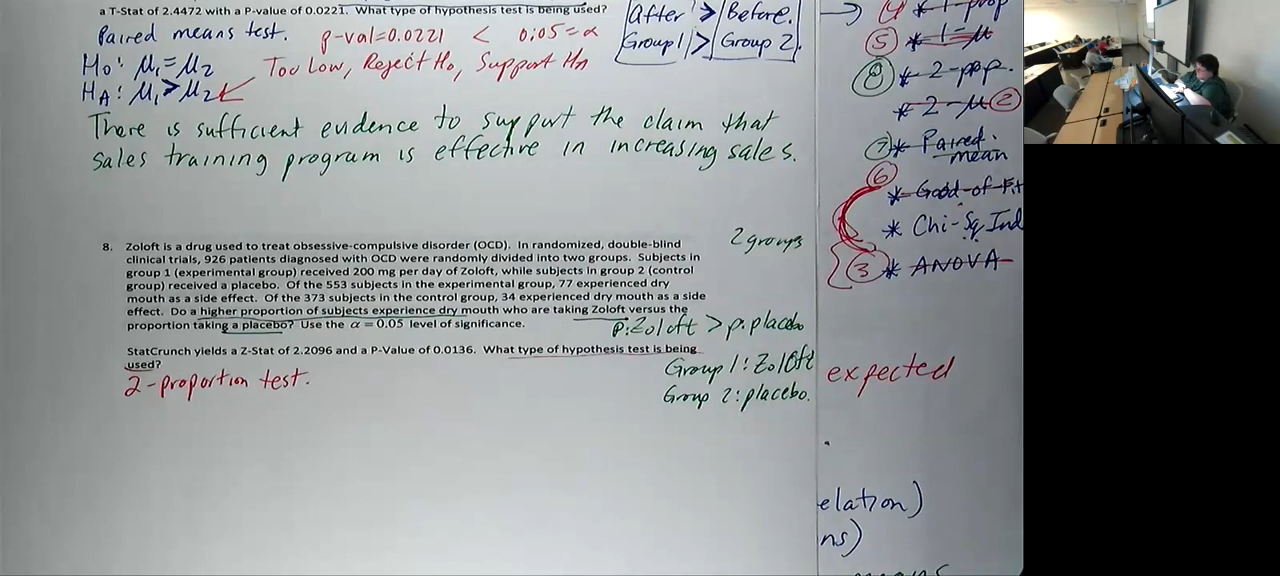 a T-Stat of 2.4472 with a P-value of 0.0221. What type of hypothesis test is being used?
Paired means test. p-val=0.0221 < 0.05=α
H0: μ1=μ2 Too Low, Reject H0, Support HA
HA: μ1>μ2
After > Before.
Group 1 > Group 2.
There is sufficient evidence to support the claim that
sales training program is effective in increasing sales.
8. Zoloft is a drug used to treat obsessive-compulsive disorder (OCD). In randomized, double-blind
clinical trials, 926 patients diagnosed with OCD were randomly divided into two groups. Subjects in
group 1 (experimental group) received 200 mg per day of Zoloft, while subjects in group 2 (control
group) received a placebo. Of the 553 subjects in the experimental group, 77 experienced dry
mouth as a side effect. Of the 373 subjects in the control group, 34 experienced dry mouth as a side
effect. Do a higher proportion of subjects experience dry mouth who are taking Zoloft versus the
proportion taking a placebo? Use the α = 0.05 level of significance.
2 groups
p:Zoloft > p:placebo
StatCrunch yields a Z-Stat of 2.2096 and a P-Value of 0.0136. What type of hypothesis test is being
used?
2-proportion test.
Group 1: Zoloft
Group 2: placebo.
* 1-prop
5 * 1-μ
8 * 2-pop.
* 2-μ 2
7 * Paired.
mean
6
* Good-of-Fit
* Chi-Sq Ind
3 * ANOVA
expected
elation)
ns)